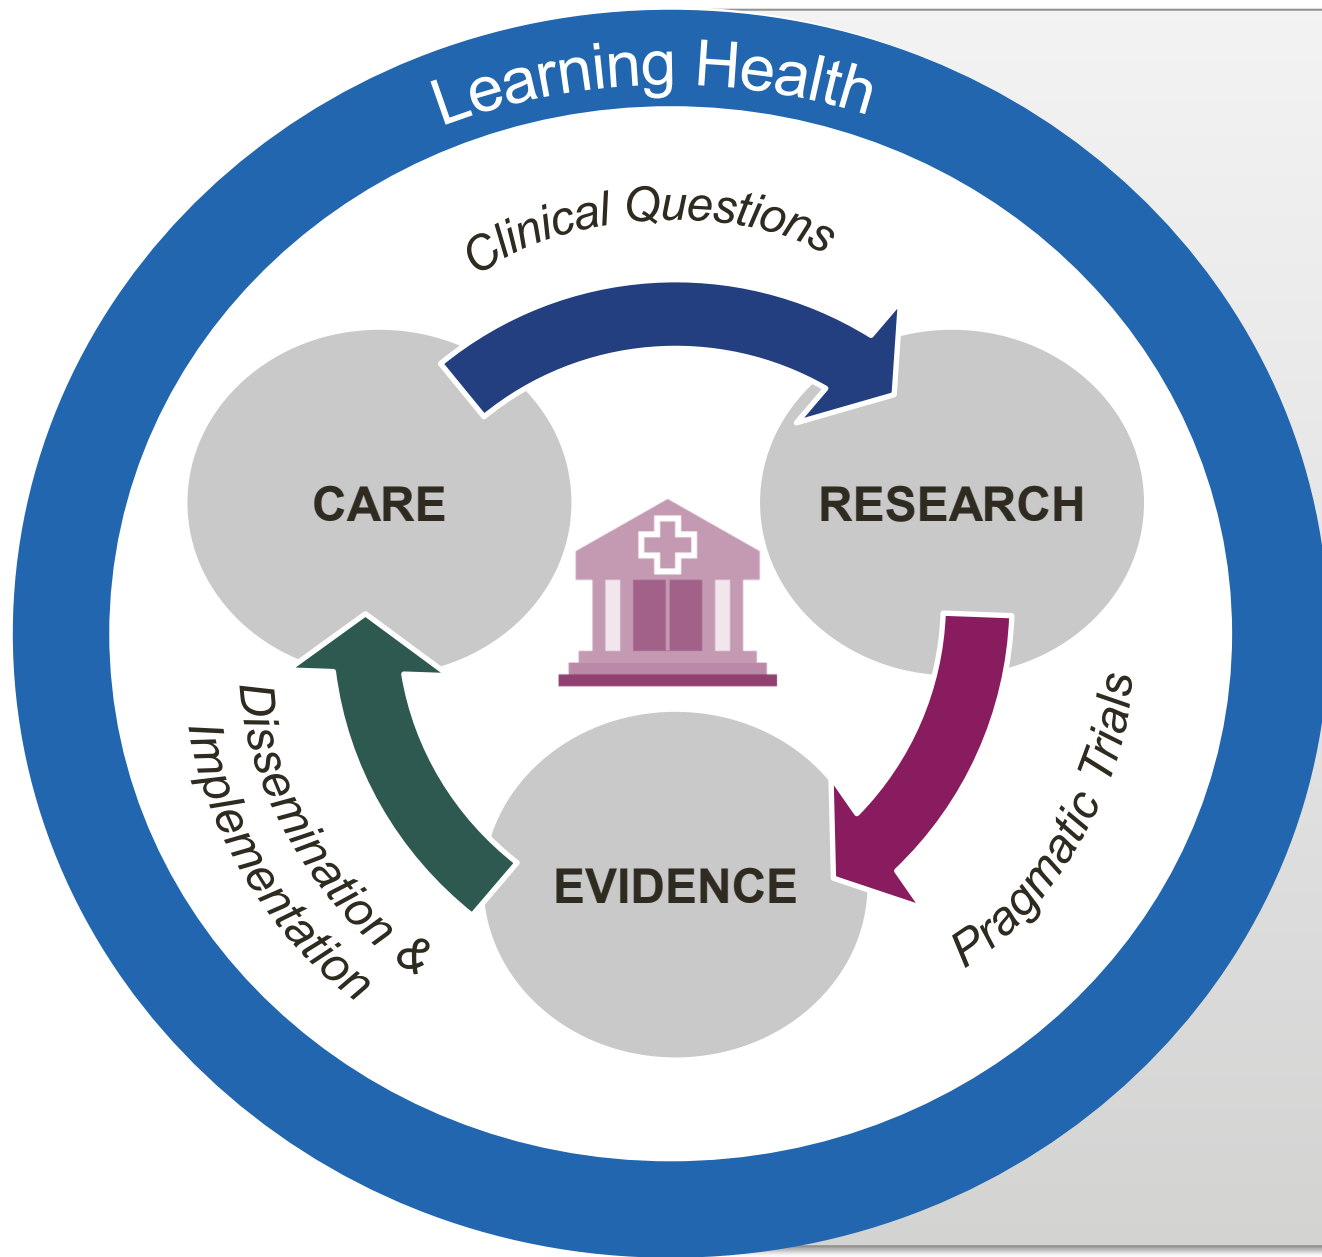 Learning Health
Clinical Questions
CARE
RESEARCH
EVIDENCE
Pragmatic Trials
Dissemination &
Implementation